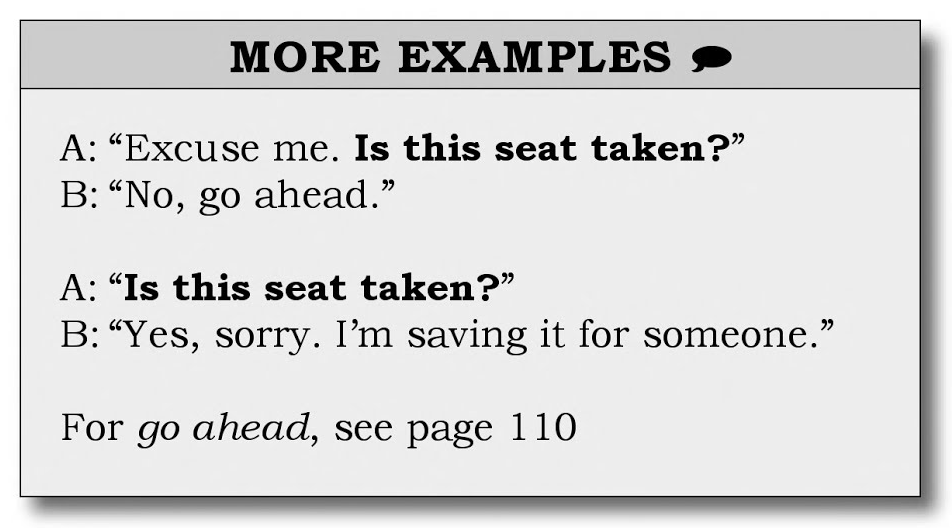 MORE EXAMPLES
A: “Excuse me. Is this seat taken?”
B: “No, go ahead.”
A: “Is this seat taken?”
B: “Yes, sorry. I’m saving it for someone.”
For go ahead, see page 110